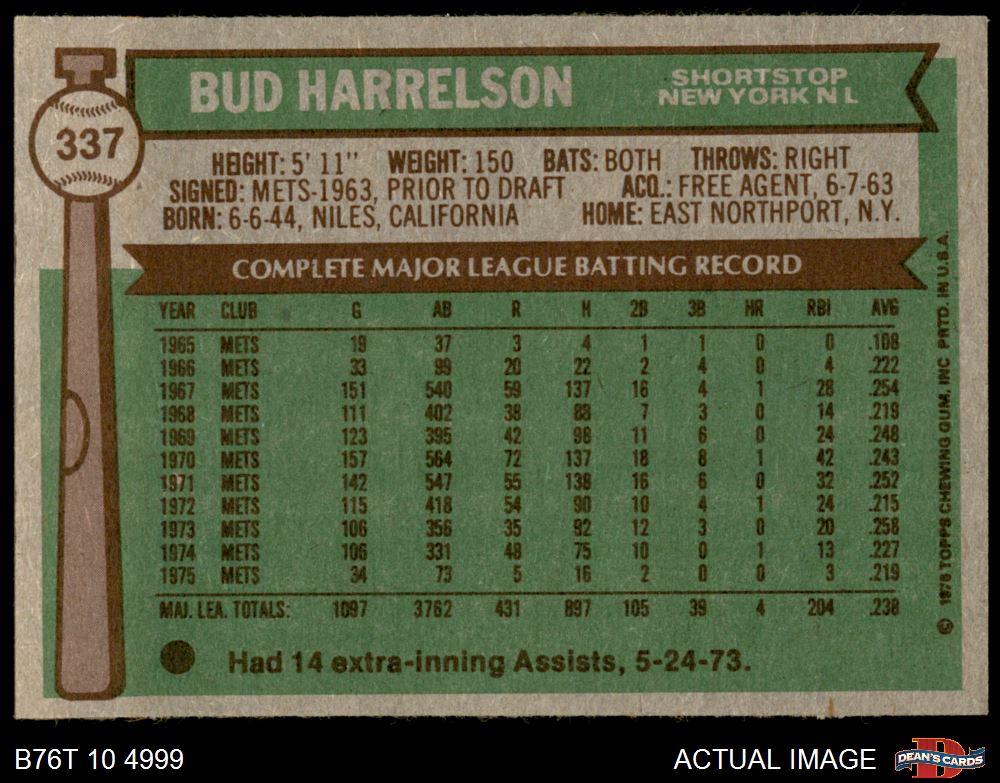 BUD HARRELSON
SHORTSTOP
NEW YORK N L
337
HEIGHT: 5' 11" WEIGHT: 150 BATS: BOTH THROWS: RIGHT
SIGNED: METS-1963, PRIOR TO DRAFT ACQ.: FREE AGENT, 6-7-63
BORN: 6-6-44, NILES, CALIFORNIA HOME: EAST NORTHPORT, N.Y.
COMPLETE MAJOR LEAGUE BATTING RECORD
YEAR CLUB G AB R H 2B 3B HR RBI AVG
1965 METS 19 37 3 4 1 1 0 0 .108
1966 METS 33 99 20 22 2 4 0 4 .222
1967 METS 151 540 59 137 16 4 1 28 .254
1968 METS 111 402 38 88 7 3 0 14 .219
1969 METS 123 395 42 98 11 6 0 24 .248
1970 METS 157 564 72 137 18 8 1 42 .243
1971 METS 142 547 55 138 16 6 0 32 .252
1972 METS 115 418 54 90 10 4 1 24 .215
1973 METS 106 356 35 92 12 3 0 20 .258
1974 METS 106 331 48 75 10 0 1 13 .227
1975 METS 34 73 5 16 2 0 0 3 .219
MAJ. LEA. TOTALS: 1097 3762 431 897 105 39 4 204 .238
Had 14 extra-inning Assists, 5-24-73.
© 1976 TOPPS CHEWING GUM, INC PRTD. IN U.S.A.
B76T 10 4999
ACTUAL IMAGE
DEAN'S CARDS